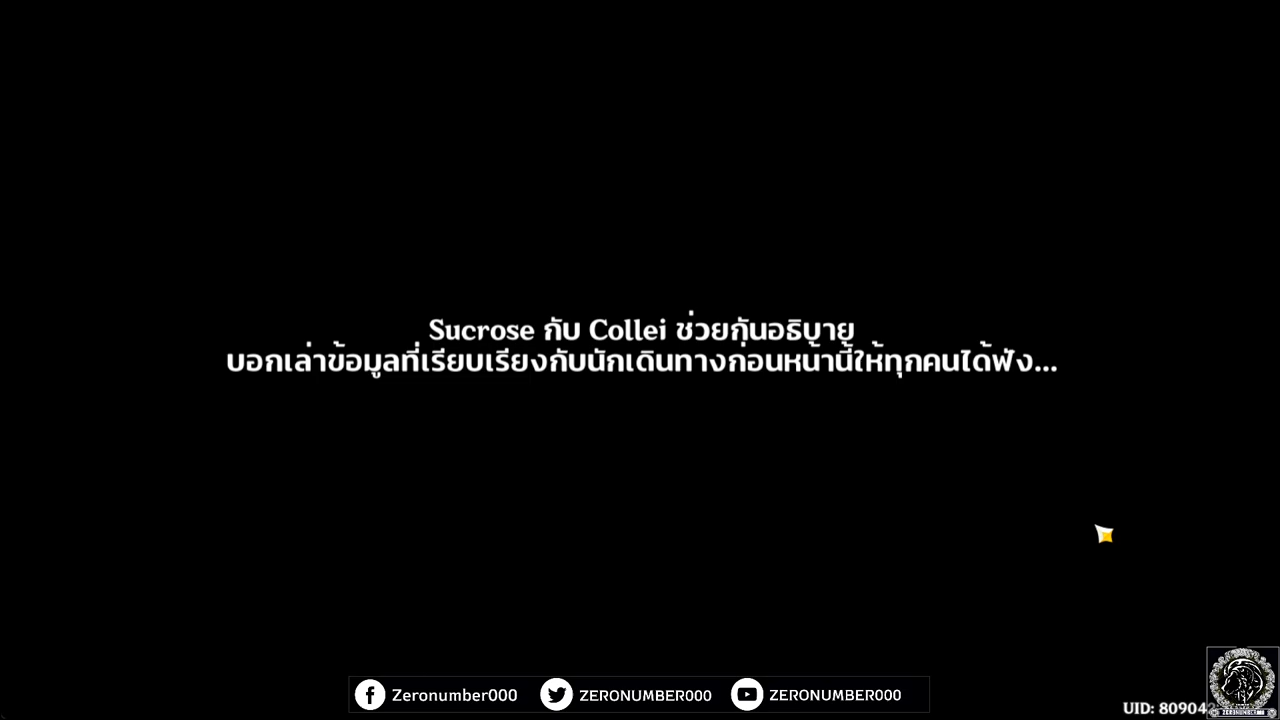 Sucrose กับ Collei ช่วยกันอธิบาย
บอกเล่าข้อมูลที่เรียบเรียงกับนักเดินทางก่อนหน้านี้ให้ทุกคนได้ฟัง...
Zeronumber000 ZERONUMBER000 ZERONUMBER000
UID: 80904
ZERONUMBER000